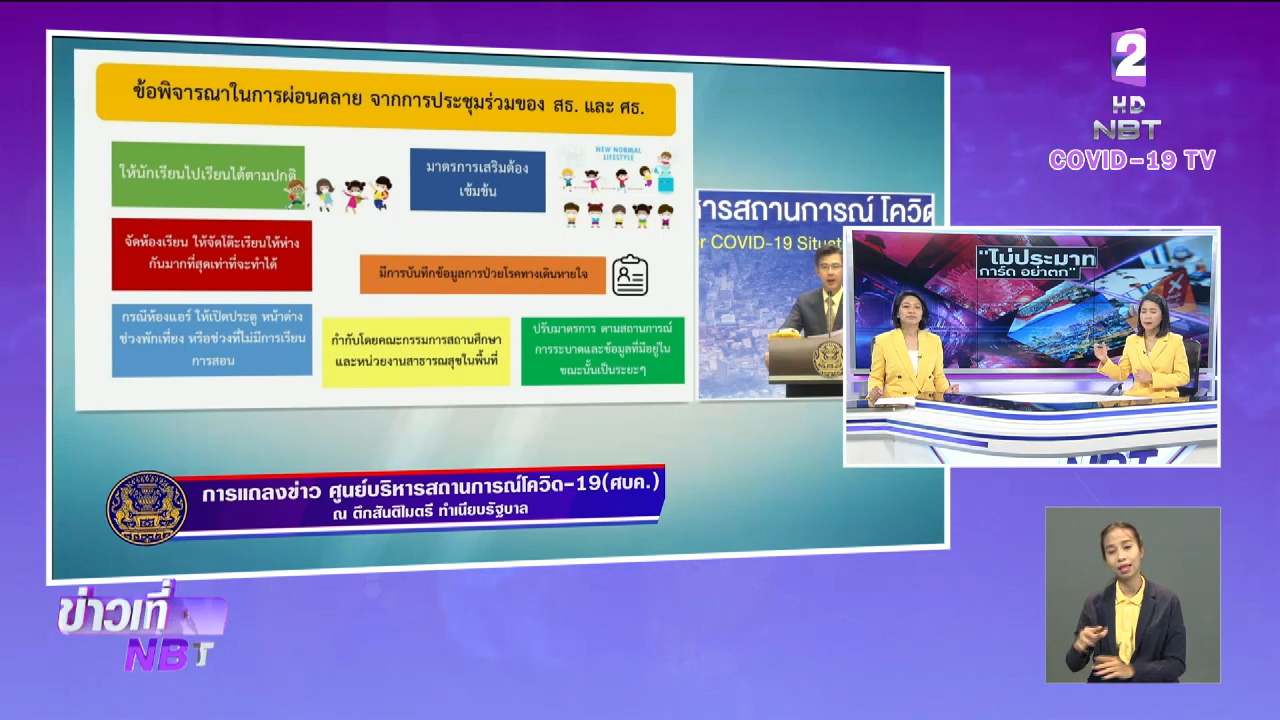 ข้อพิจารณาในการผ่อนคลาย จากการประชุมร่วมของ สธ. และ ศธ.
ให้นักเรียนไปเรียนได้ตามปกติ
มาตรการเสริมต้อง
เข้มข้น
NEW NORMAL
LIFESTYLE
จัดห้องเรียน ให้จัดโต๊ะเรียนให้ห่าง
กันมากที่สุดเท่าที่จะทำได้
มีการบันทึกข้อมูลการป่วยโรคทางเดินหายใจ
กรณีห้องแอร์ ให้เปิดประตู หน้าต่าง
ช่วงพักเที่ยง หรือช่วงที่ไม่มีการเรียน
การสอน
กำกับโดยคณะกรรมการสถานศึกษา
และหน่วยงานสาธารณสุขในพื้นที่
ปรับมาตรการ ตามสถานการณ์
การระบาดและข้อมูลที่มีอยู่ใน
ขณะนั้นเป็นระยะๆ
หารสถานการณ์ โควิด
or COVID-19 Situat
2
HD
NBT
COVID-19 TV
"ไม่ประมาท
การ์ด อย่าตก"
NBT
การแถลงข่าว ศูนย์บริหารสถานการณ์โควิด-19(ศบค.)
ณ ตึกสันติไมตรี ทำเนียบรัฐบาล
ข่าวเที่
NBT